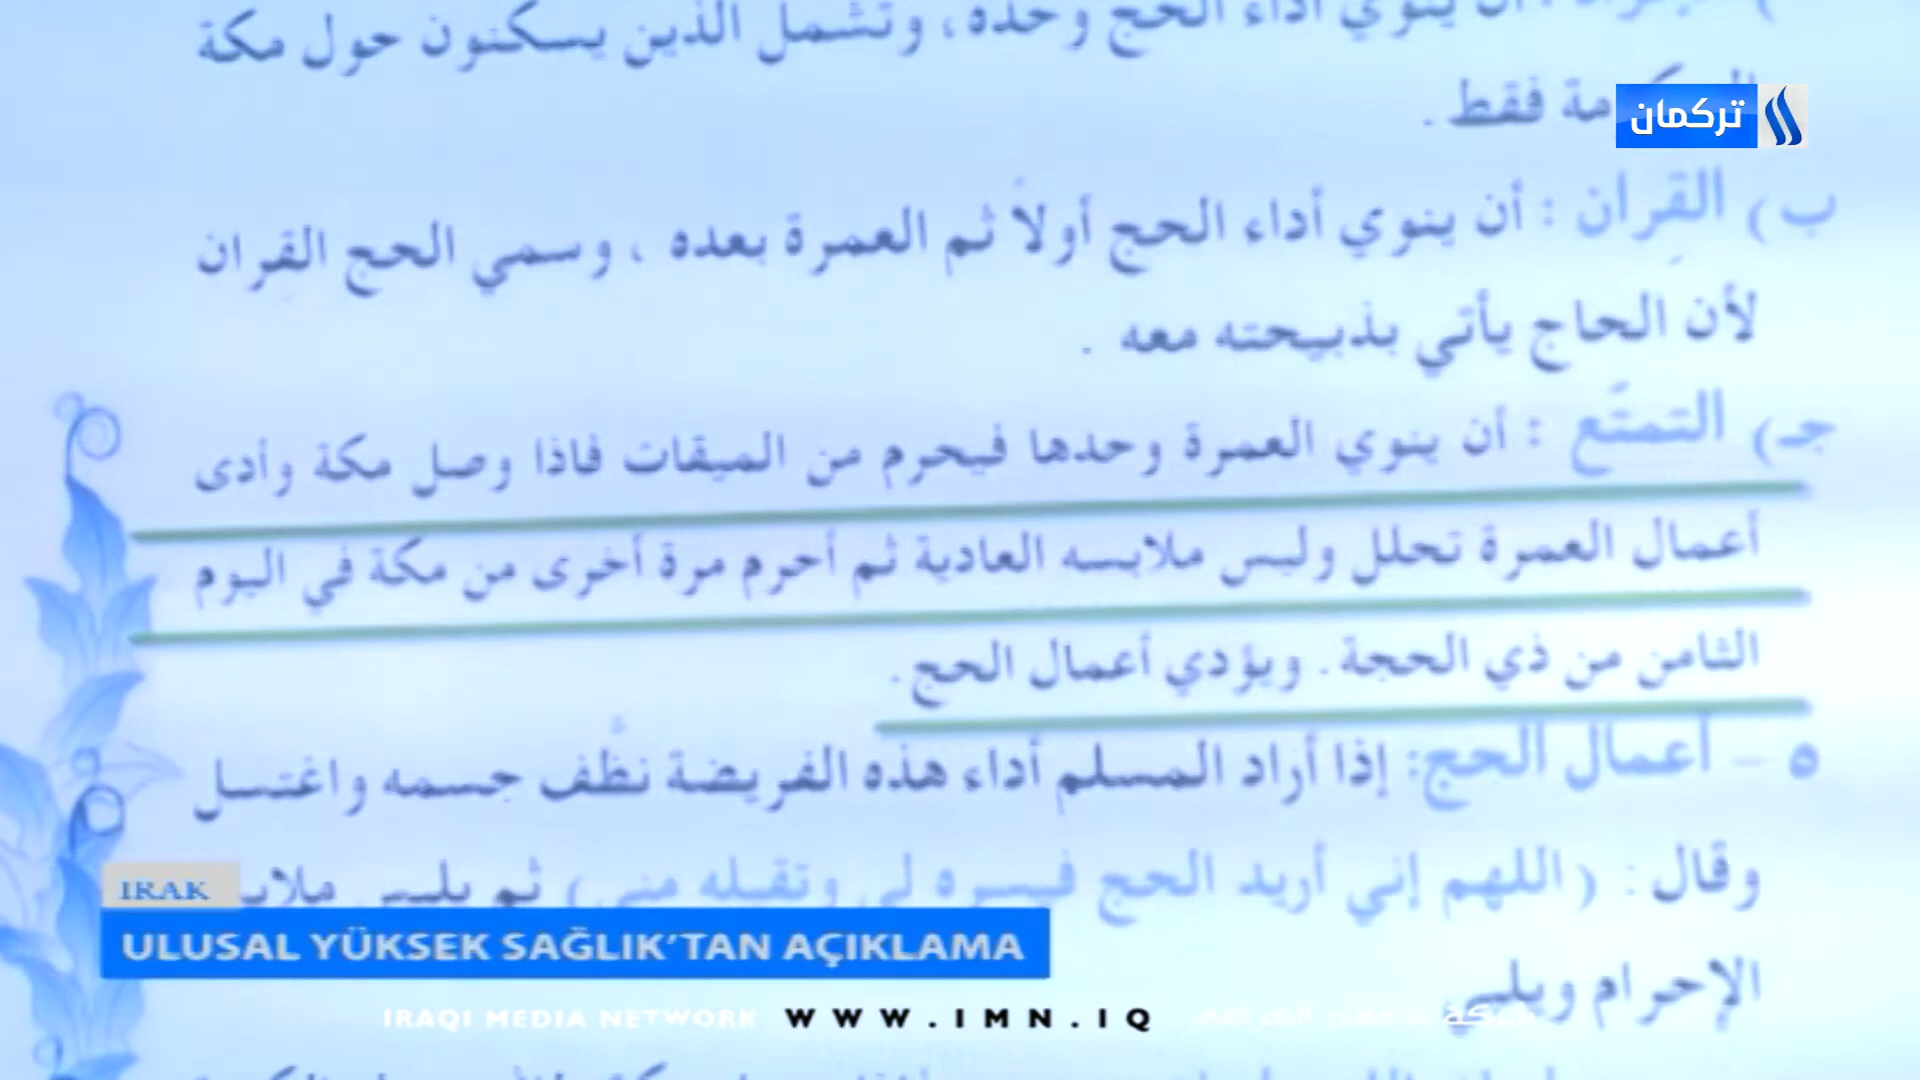 أن ينوي أداء الحج وحده، وتشمل الذين يسكنون حول مكة
فقط .
تركمان
ب) القِران : أن ينوي أداء الحج أولاً ثم العمرة بعده ، وسمي الحج القِران
لأن الحاج يأتي بذبيحته معه .
جـ) التمتّع : أن ينوي العمرة وحدها فيحرم من الميقات فاذا وصل مكة وأدى
أعمال العمرة تحلل ولبس ملابسه العادية ثم أحرم مرة أخرى من مكة في اليوم
الثامن من ذي الحجة. ويؤدي أعمال الحج.
٥ – أعمال الحج: إذا أراد المسلم أداء هذه الفريضة نظُف جسمه واغتسل
وقال : (اللهم إني أريد الحج فيسره لي وتقبله مني) ثم يلبس
IRAK
ULUSAL YÜKSEK SAĞLIK'TAN AÇIKLAMA
الإحرام ويلبي
IRAQI MEDIA NETWORK WWW.IMN.IQ